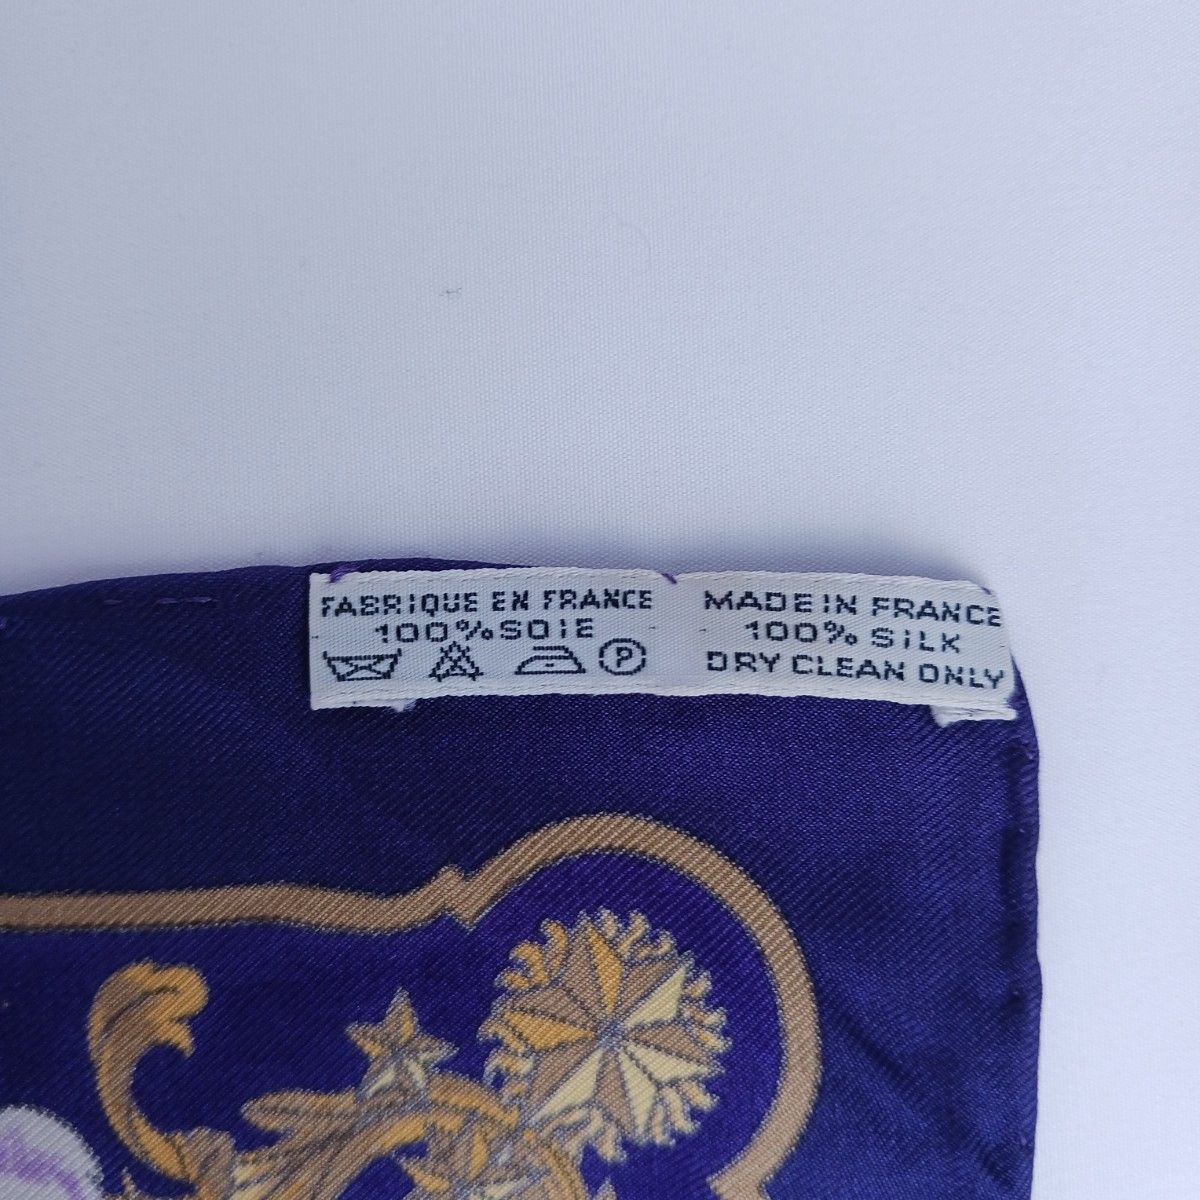 FABRIQUE EN FRANCE
100% SOIE
P
MADE IN FRANCE
100% SILK
DRY CLEAN ONLY